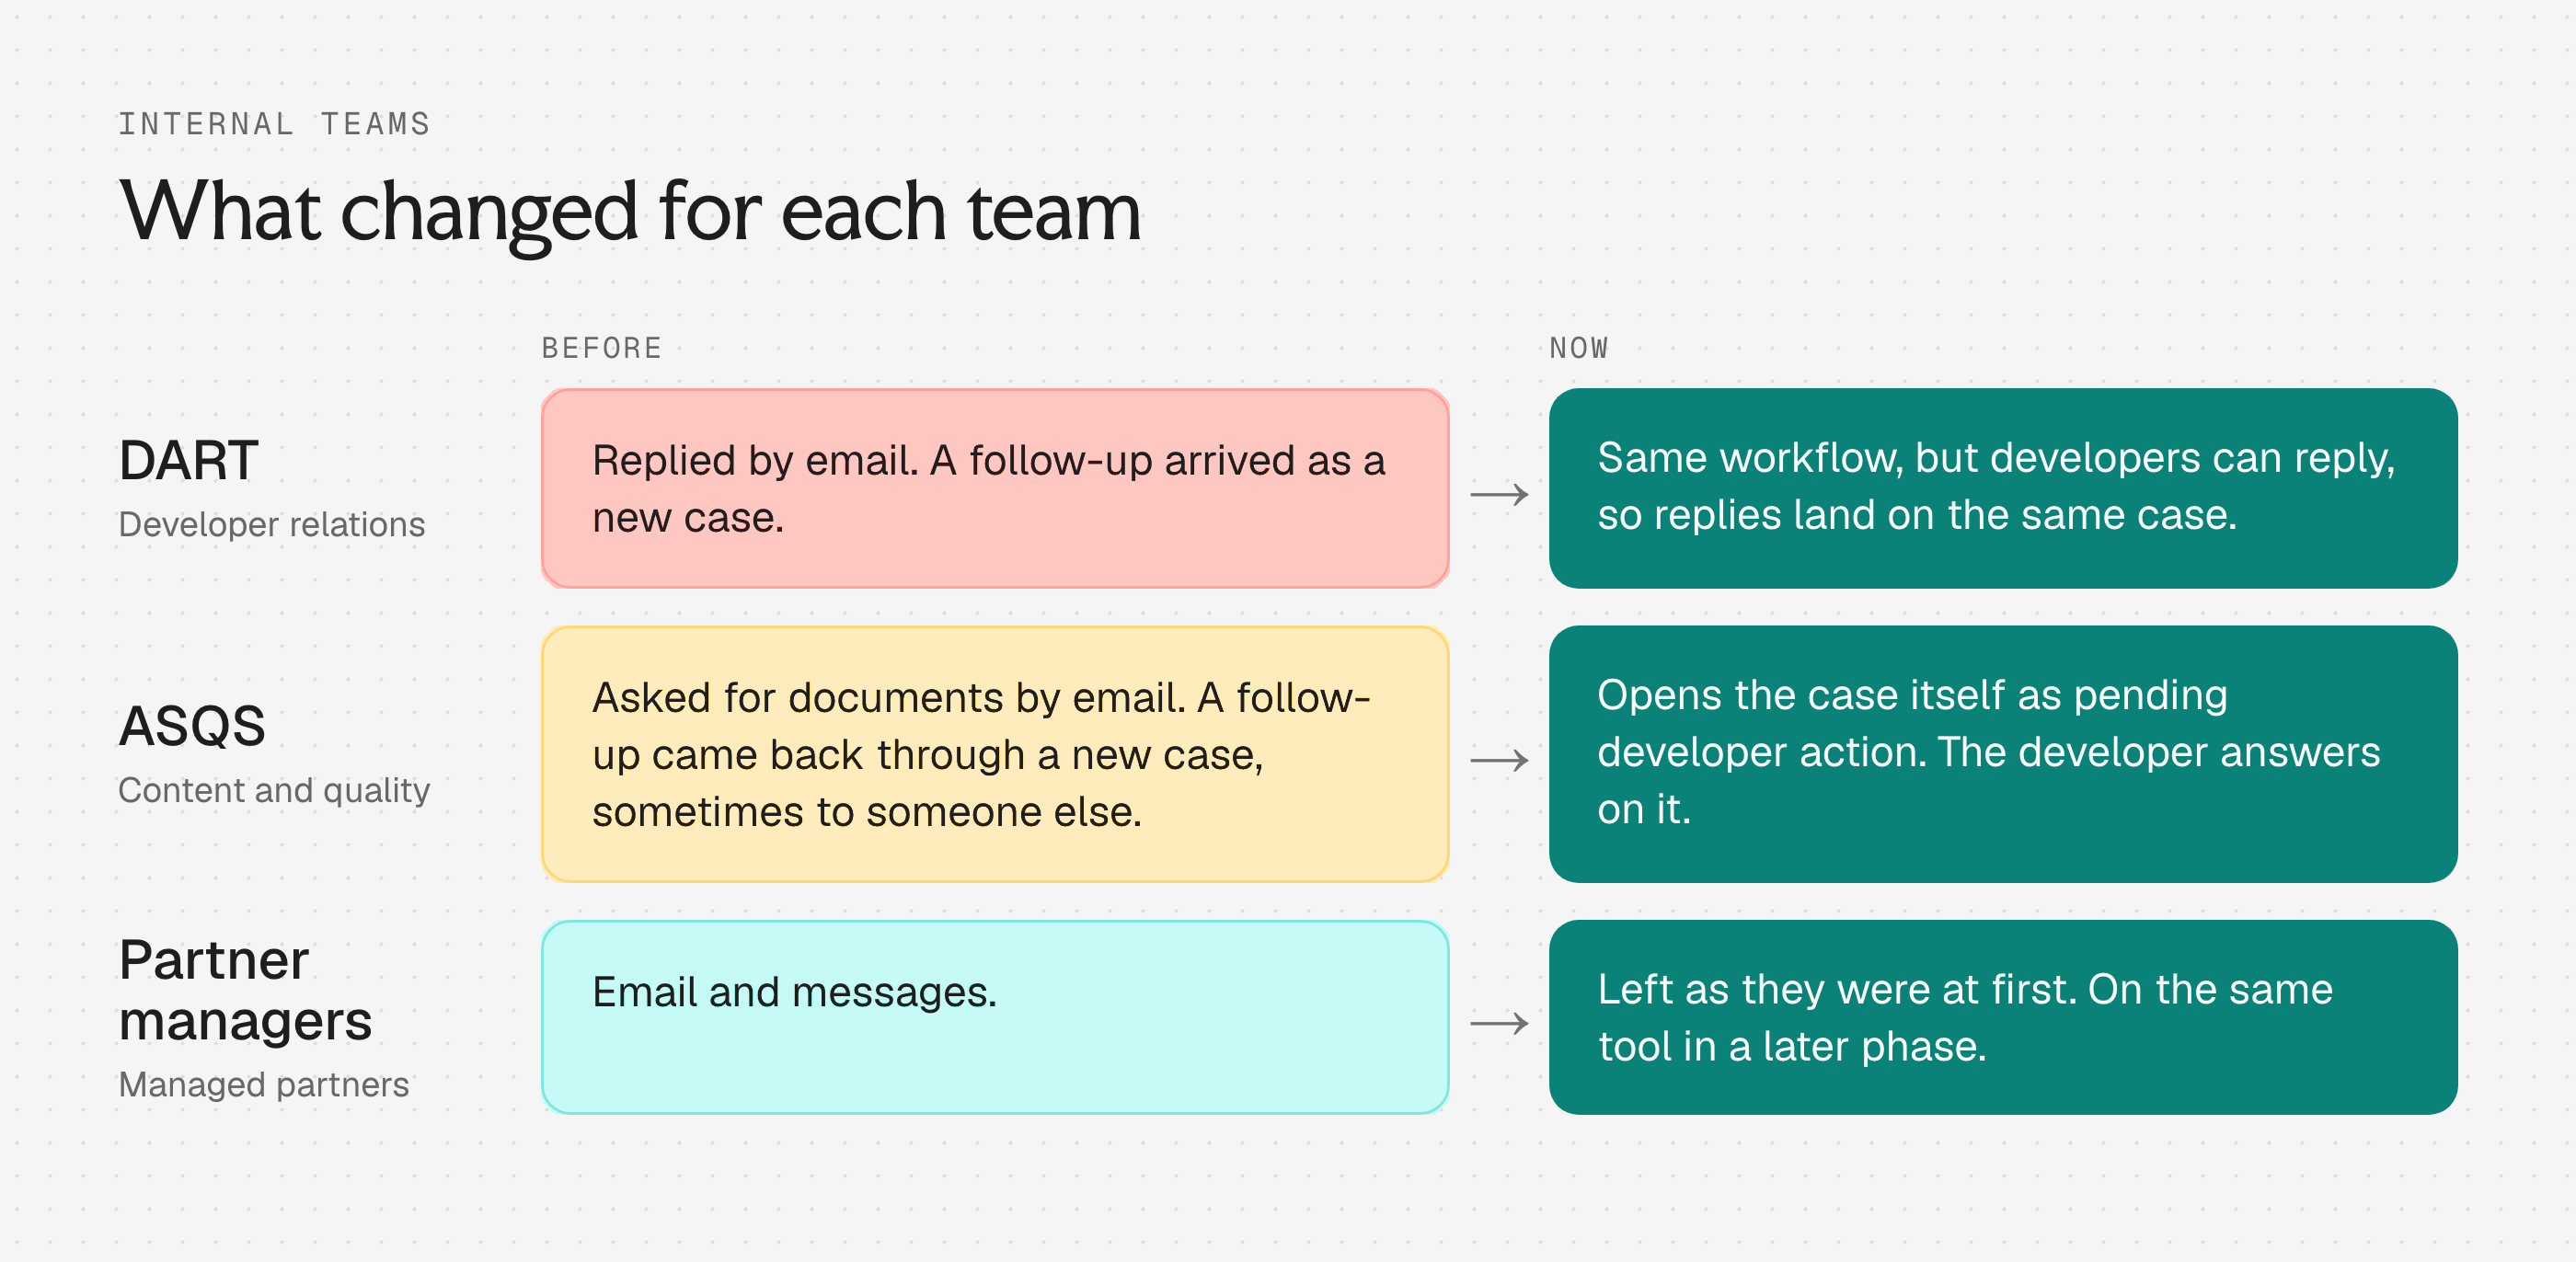 INTERNAL TEAMS
What changed for each team
BEFORE
NOW
DART
Developer relations
Replied by email. A follow-up arrived as a
new case.
→
Same workflow, but developers can reply,
so replies land on the same case.
ASQS
Content and quality
Asked for documents by email. A follow-
up came back through a new case,
sometimes to someone else.
→
Opens the case itself as pending
developer action. The developer answers
on it.
Partner
managers
Managed partners
Email and messages.
→
Left as they were at first. On the same
tool in a later phase.